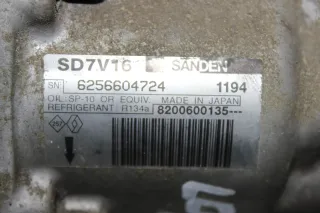 SD7V16 SANDEN
SN 6256604724 1194
OIL: SP-10 OR EQUIV. MADE IN JAPAN
REFRIGERANT: R134a 8200600135---